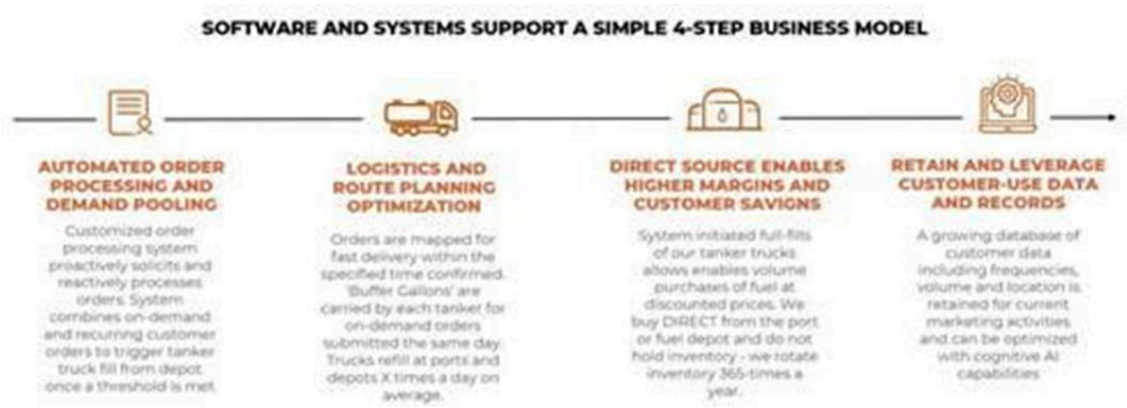 SOFTWARE AND SYSTEMS SUPPORT A SIMPLE 4-STEP BUSINESS MODEL
AUTOMATED ORDER
PROCESSING AND
DEMAND POOLING
Customized order
processing system
proactively solicits and
reactively processes
orders. System
combines on-demand
and recurring customer
orders to trigger tanker
truck fill from depot
once a threshold is met.
LOGISTICS AND
ROUTE PLANNING
OPTIMIZATION
Orders are mapped for
fast delivery within the
specified time confirmed.
'Buffer Gallons' are
carried by each tanker for
on-demand orders
submitted the same day.
Trucks refill at ports and
depots X times a day on
average.
DIRECT SOURCE ENABLES
HIGHER MARGINS AND
CUSTOMER SAVIGNS
System initiated full-fills
of our tanker trucks
allows enables volume
purchases of fuel at
discounted prices. We
buy DIRECT from the port
or fuel depot and do not
hold inventory - we rotate
inventory 365-times a
year.
RETAIN AND LEVERAGE
CUSTOMER-USE DATA
AND RECORDS
A growing database of
customer data
including frequencies,
volume and location is
retained for current
marketing activities
and can be optimized
with cognitive AI
capabilities